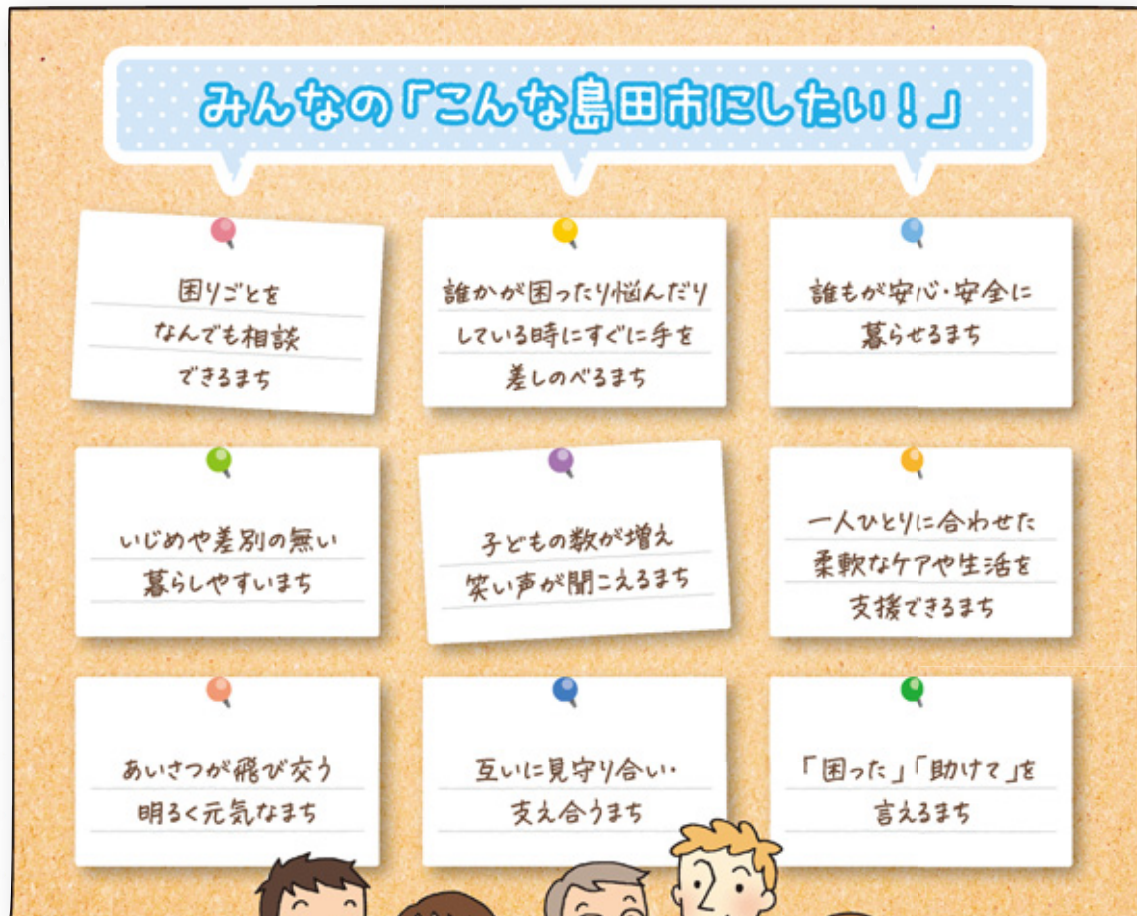 みんなの「こんな島田市にしたい！」
困りごとを
なんでも相談
できるまち
誰かが困ったり悩んだり
している時にすぐに手を
差しのべるまち
誰もが安心・安全に
暮らせるまち
いじめや差別の無い
暮らしやすいまち
子どもの数が増え
笑い声が聞こえるまち
一人ひとりに合わせた
柔軟なケアや生活を
支援できるまち
あいさつが飛び交う
明るく元気なまち
互いに見守り合い・
支え合うまち
「困った」「助けて」を
言えるまち